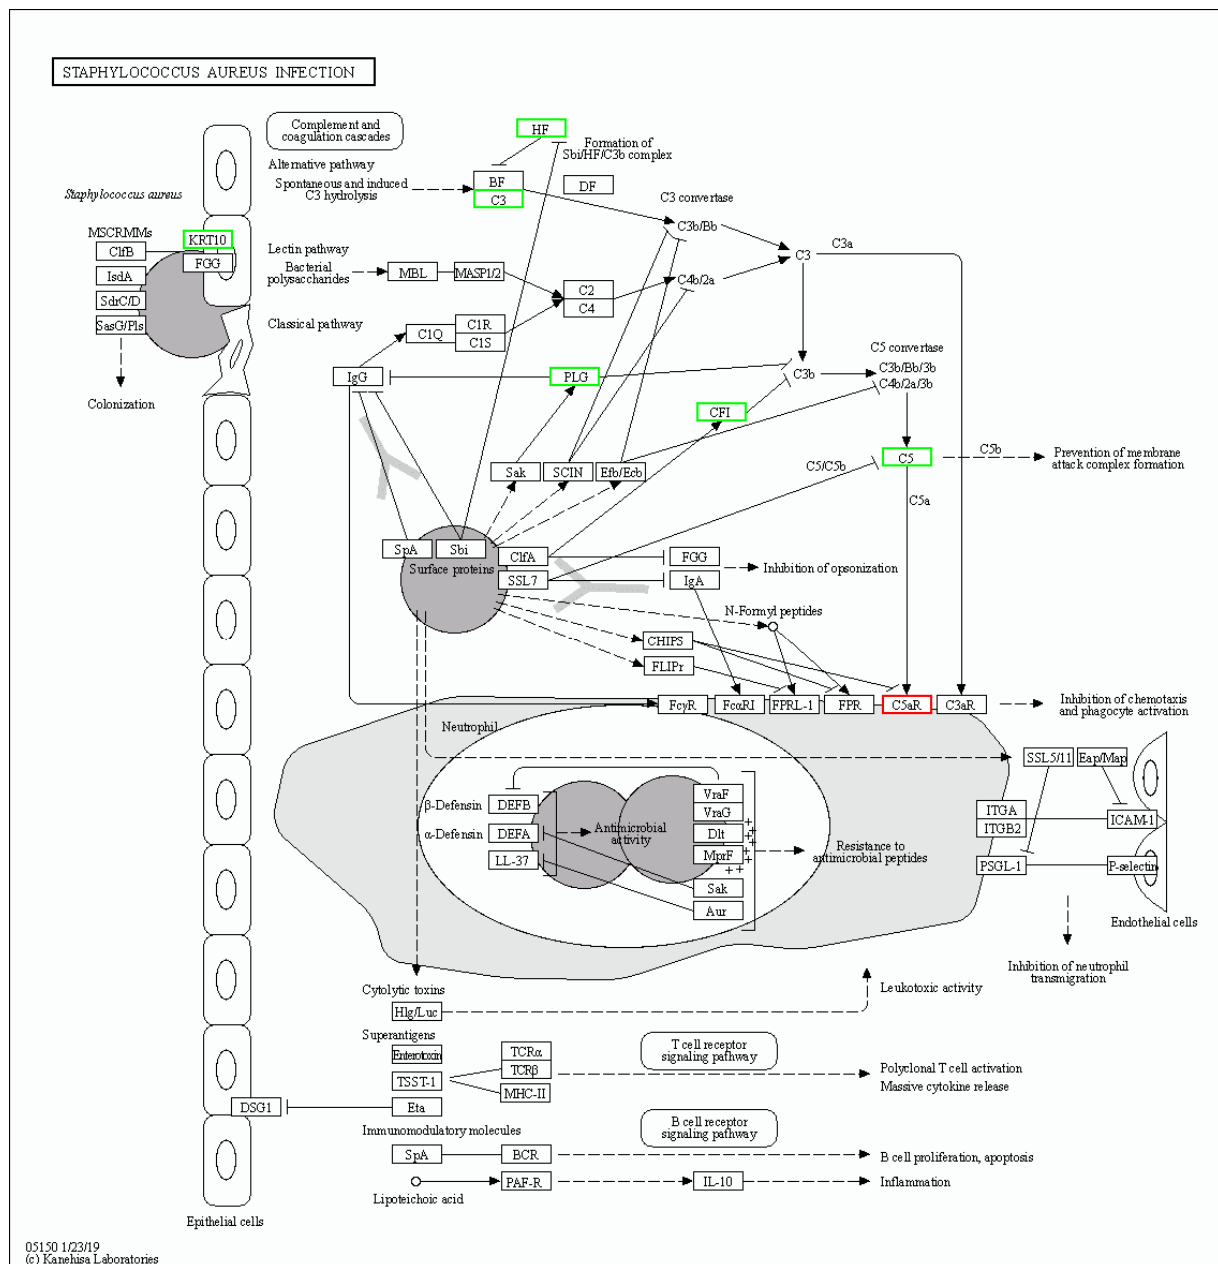 STAPHYLOCOCCUS AUREUS INFECTION
Complement and
coagulation cascades
HF
Formation of
Sbi/HF/C3b complex
Alternative pathway
Spontaneous and induced
C3 hydrolysis
BF
C3
DF
C3 convertase
Staphylococcus aureus
MSCRMMs
ClfB
IsdA
SdrC/D
SasG/Pls
KRT10
FGG
Colonization
C3b/Bb
C3
C3a
Lectin pathway
Bacterial
polysaccharides
MBL
MASP1/2
C2
C4
C4b/2a
Classical pathway
C1Q
C1R
C1S
C5 convertase
IgG
PLG
C3b
C3b/Bb/3b
C4b/2a/3b
CFI
C5
C5b
Prevention of membrane
attack complex formation
C5/C5b
Sak
SCIN
Efb/Ecb
C5a
SpA
Sbi
Surface proteins
ClfA
SSL7
FGG
IgA
Inhibition of opsonization
N-Formyl peptides
CHIPS
FLIPr
FcγR
FcαRI
FPRL-1
FPR
C5aR
C3aR
Inhibition of chemotaxis
and phagocyte activation
Neutrophil
SSL5/11
Eap/Map
β-Defensin
DEFB
α-Defensin
DEFA
LL-37
Antimicrobial
activity
VraF
VraG
Dlt
MprF
Sak
Aur
+
+
+
+
+
+
+
Resistance to
antimicrobial peptides
ITGA
ITGB2
ICAM-1
PSGL-1
P-selectin
Endothelial cells
Inhibition of neutrophil
transmigration
Cytolytic toxins
Hlg/Luc
Leukotoxic activity
Superantigens
Enterotoxin
TSST-1
Eta
TCRα
TCRβ
MHC-II
T cell receptor
signaling pathway
Polyclonal T cell activation
Massive cytokine release
DSG1
Immunomodulatory molecules
B cell receptor
signaling pathway
SpA
BCR
B cell proliferation, apoptosis
Lipoteichoic acid
PAF-R
IL-10
Inflammation
Epithelial cells
05150 1/23/19
(c) Kanehisa Laboratories